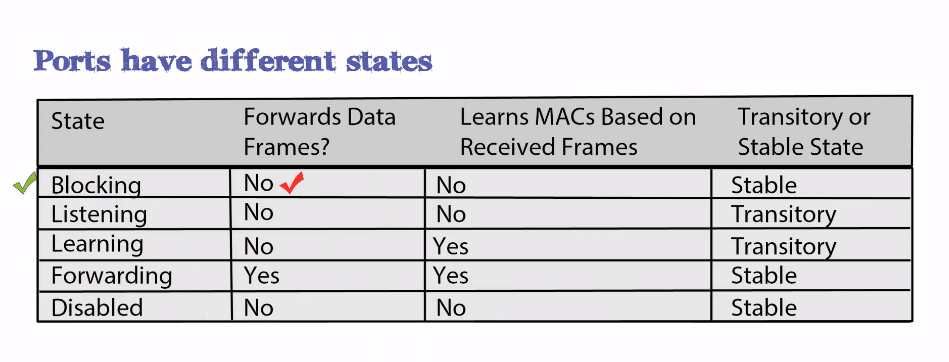 Ports have different states
State Forwards Data Frames? Learns MACs Based on Received Frames Transitory or Stable State
Blocking No No Stable
Listening No No Transitory
Learning No Yes Transitory
Forwarding Yes Yes Stable
Disabled No No Stable